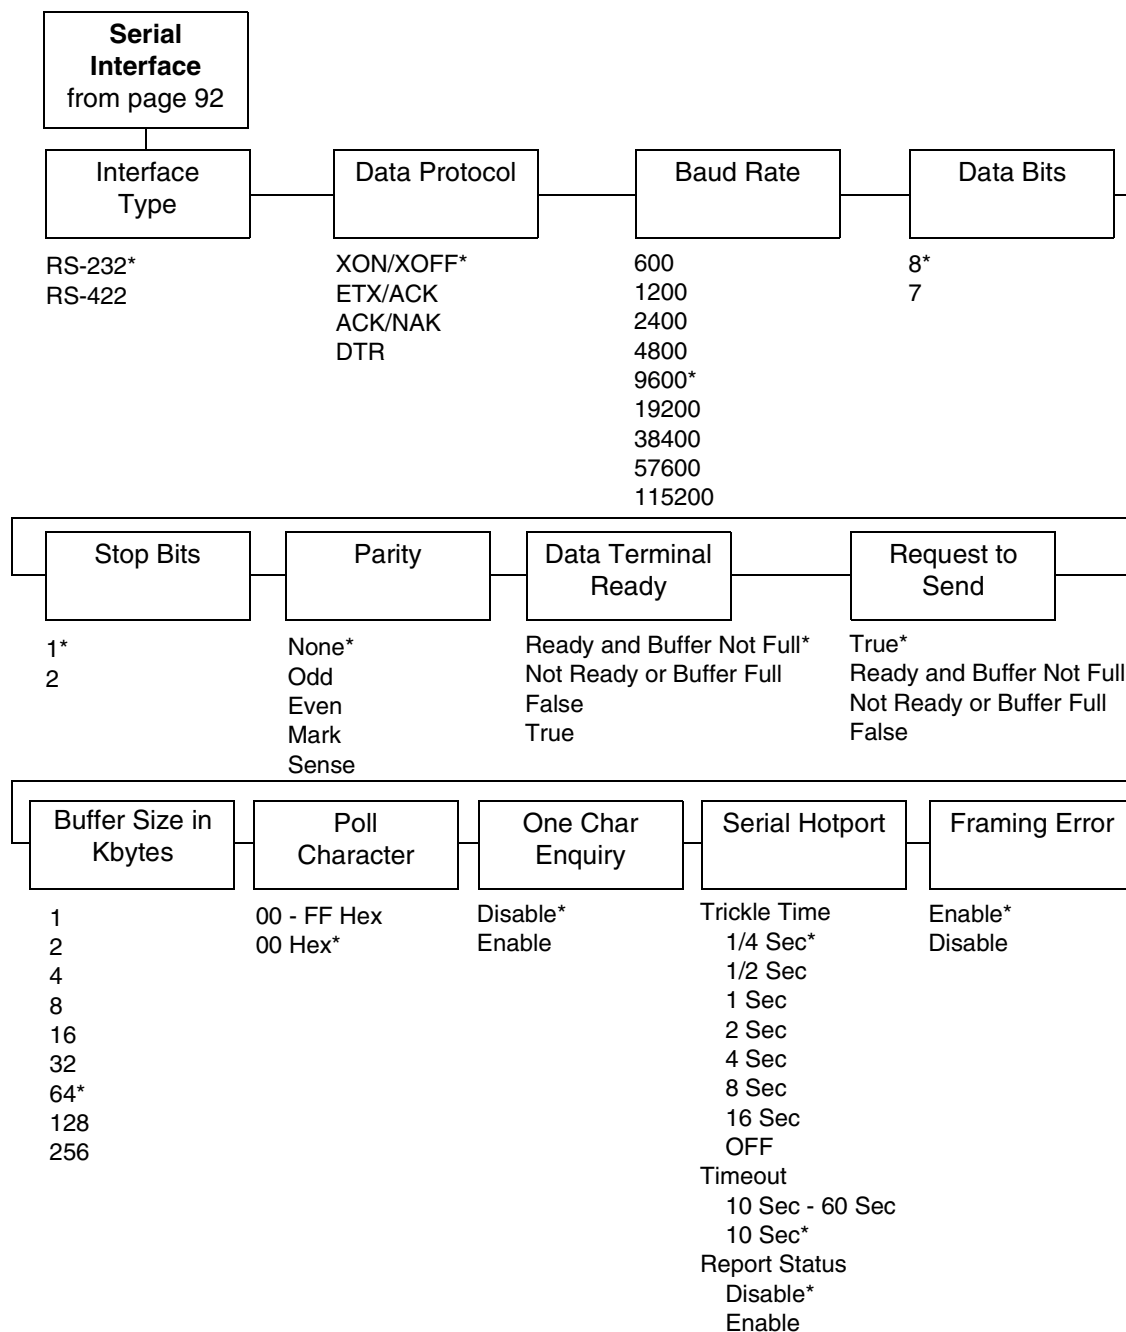 Serial
Interface
from page 92
Interface
Type
RS-232*
RS-422
Data Protocol
XON/XOFF*
ETX/ACK
ACK/NAK
DTR
Baud Rate
600
1200
2400
4800
9600*
19200
38400
57600
115200
Data Bits
8*
7
Stop Bits
1*
2
Parity
None*
Odd
Even
Mark
Sense
Data Terminal
Ready
Ready and Buffer Not Full*
Not Ready or Buffer Full
False
True
Request to
Send
True*
Ready and Buffer Not Full
Not Ready or Buffer Full
False
Buffer Size in
Kbytes
1
2
4
8
16
32
64*
128
256
Poll
Character
00 - FF Hex
00 Hex*
One Char
Enquiry
Disable*
Enable
Serial Hotport
Trickle Time
1/4 Sec*
1/2 Sec
1 Sec
2 Sec
4 Sec
8 Sec
16 Sec
OFF
Timeout
10 Sec - 60 Sec
10 Sec*
Report Status
Disable*
Enable
Framing Error
Enable*
Disable